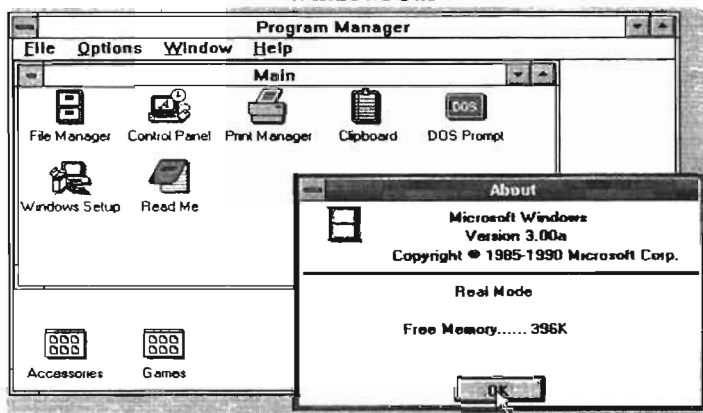 Program Manager
File Options Window Help
Main
File Manager
Control Panel
Print Manager
Clipboard
DOS
DOS Prompt
Windows Setup
Read Me
About
Microsoft Windows
Version 3.00a
Copyright © 1985-1990 Microsoft Corp.
Real Mode
Free Memory...... 396K
Accessories
Games
OK